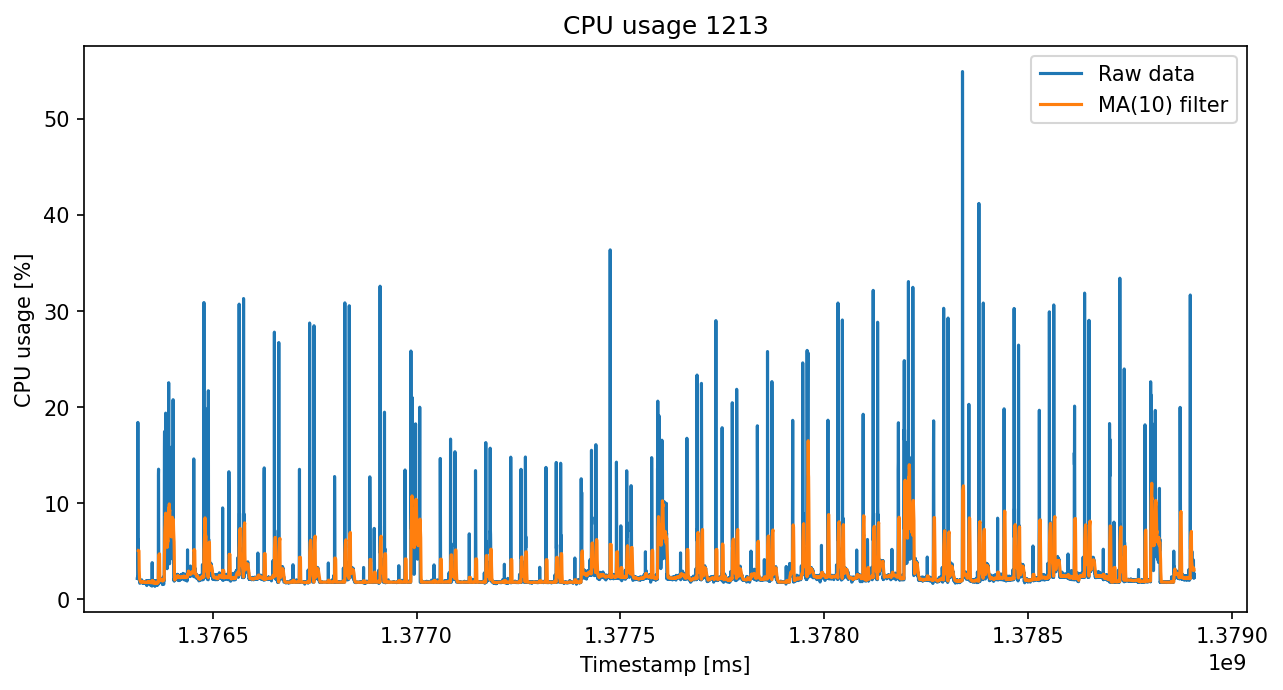 CPU usage 1213
Raw data
MA(10) filter
CPU usage [%]
50
40
30
20
10
0
1.3765 1.3770 1.3775 1.3780 1.3785 1.3790
1e9
Timestamp [ms]